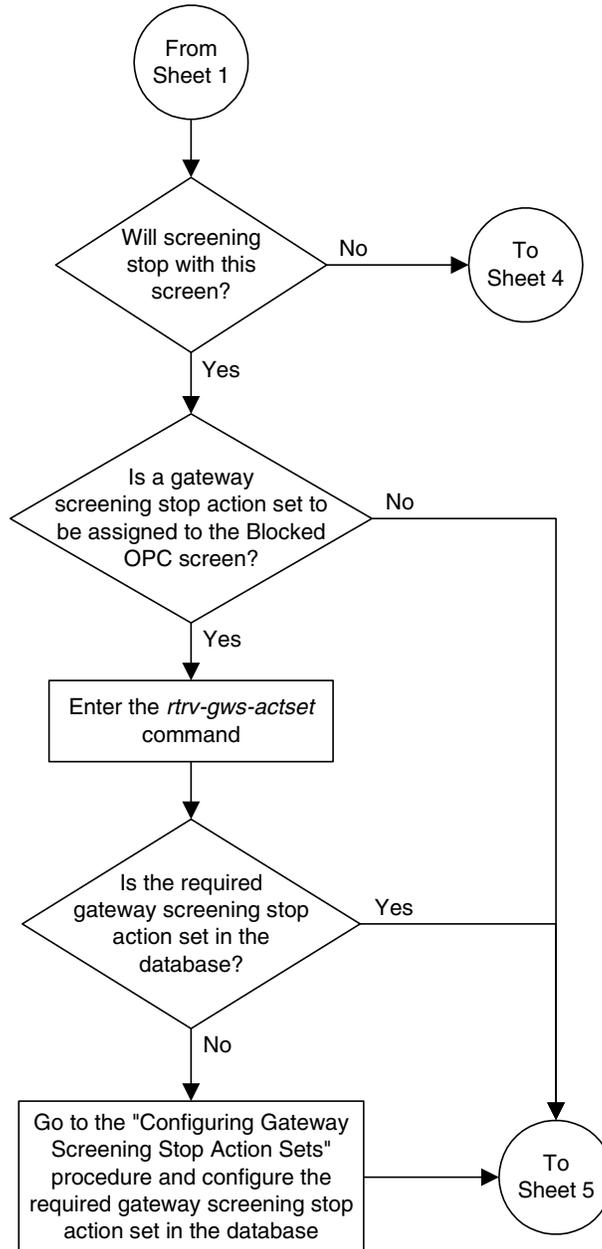 From
Sheet 1
Will screening
stop with this
screen?
No
To
Sheet 4
Yes
Is a gateway
screening stop action set to
be assigned to the Blocked
OPC screen?
No
Yes
Enter the rtrv-gws-actset
command
Is the required
gateway screening stop
action set in the
database?
Yes
No
Go to the "Configuring Gateway
Screening Stop Action Sets"
procedure and configure the
required gateway screening stop
action set in the database
To
Sheet 5